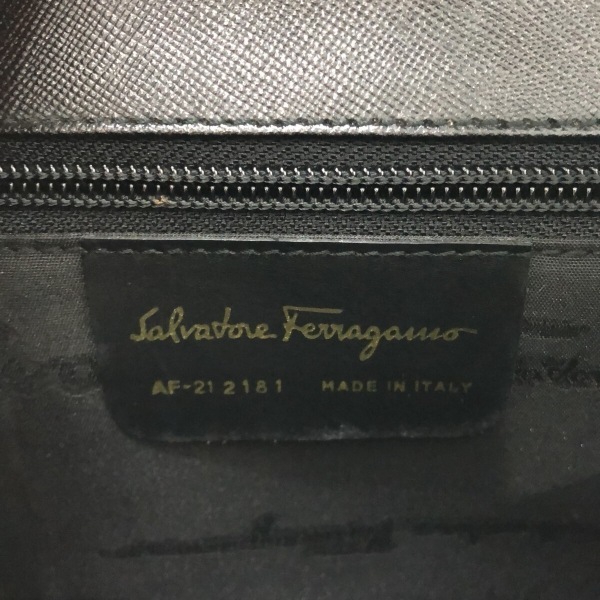 Salvatore Ferragamo
AF-21 2181 MADE IN ITALY